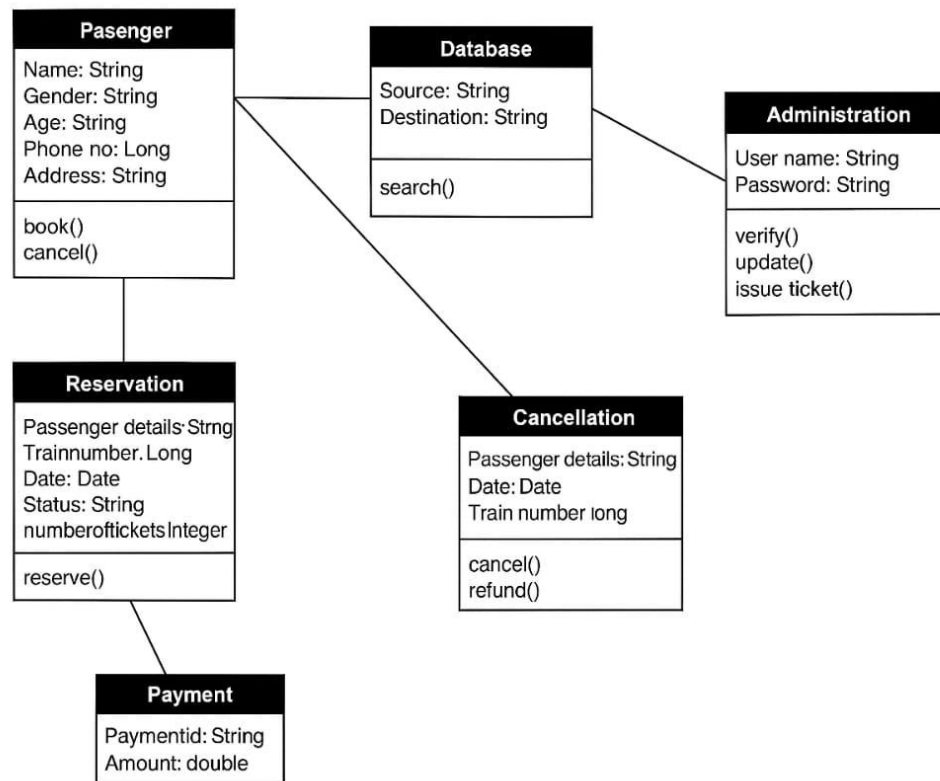 Pasenger
Name: String
Gender: String
Age: String
Phone no: Long
Address: String
book()
cancel()
Database
Source: String
Destination: String
search()
Administration
User name: String
Password: String
verify()
update()
issue ticket()
Reservation
Passenger details·Strng
Trainnumber.Long
Date: Date
Status: String
numberofticketsInteger
reserve()
Cancellation
Passenger details: String
Date: Date
Train number long
cancel()
refund()
Payment
Paymentid: String
Amount: double